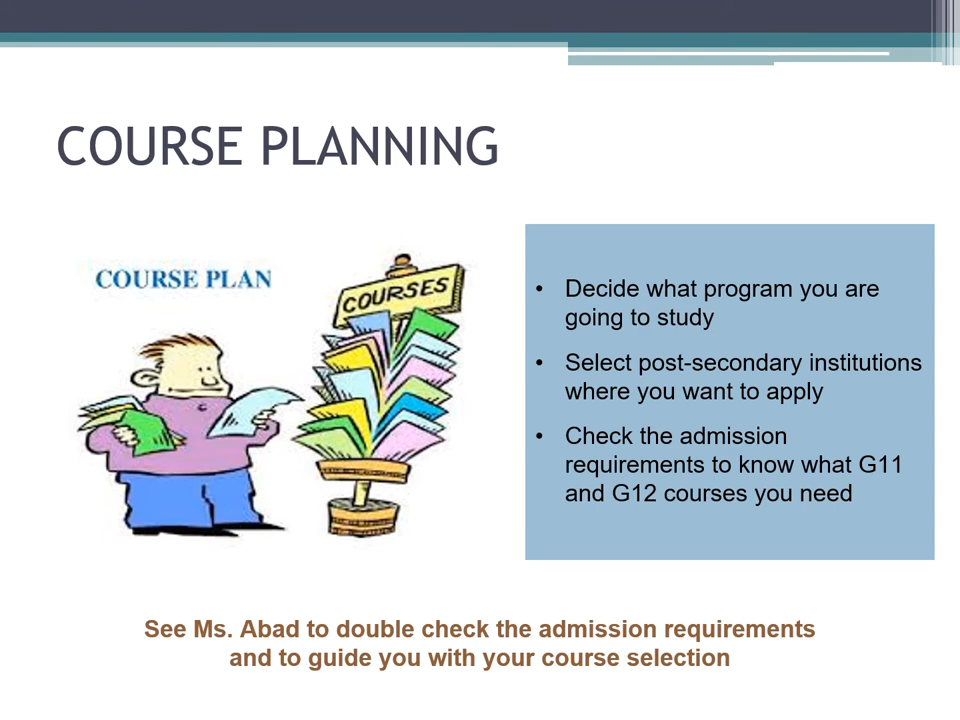 COURSE PLANNING
COURSE PLAN
COURSES
• Decide what program you are
going to study
• Select post-secondary institutions
where you want to apply
• Check the admission
requirements to know what G11
and G12 courses you need
See Ms. Abad to double check the admission requirements
and to guide you with your course selection